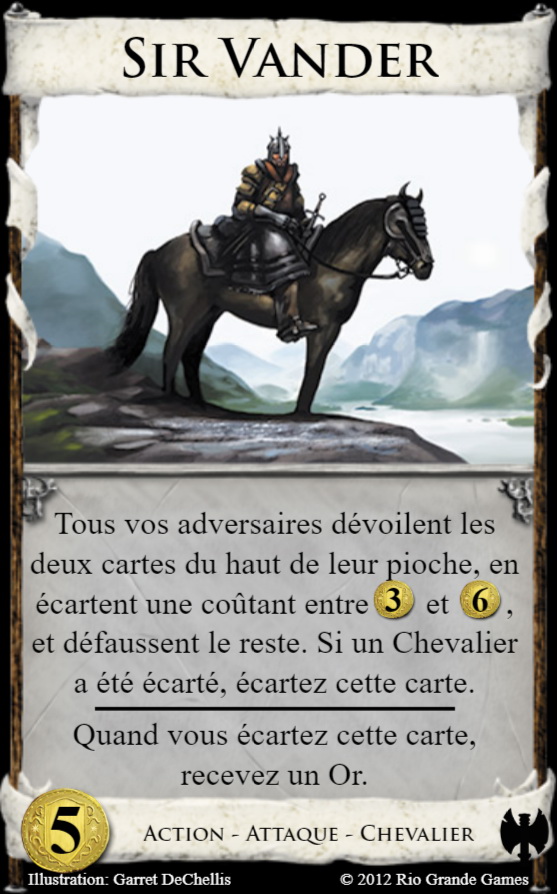 Sir Vander
Tous vos adversaires dévoilent les
deux cartes du haut de leur pioche, en
écartent une coûtant entre 3 et 6 ,
et défaussent le reste. Si un Chevalier
a été écarté, écartez cette carte.
Quand vous écartez cette carte,
recevez un Or.
5 Action - Attaque - Chevalier
Illustration: Garret DeChellis © 2012 Rio Grande Games